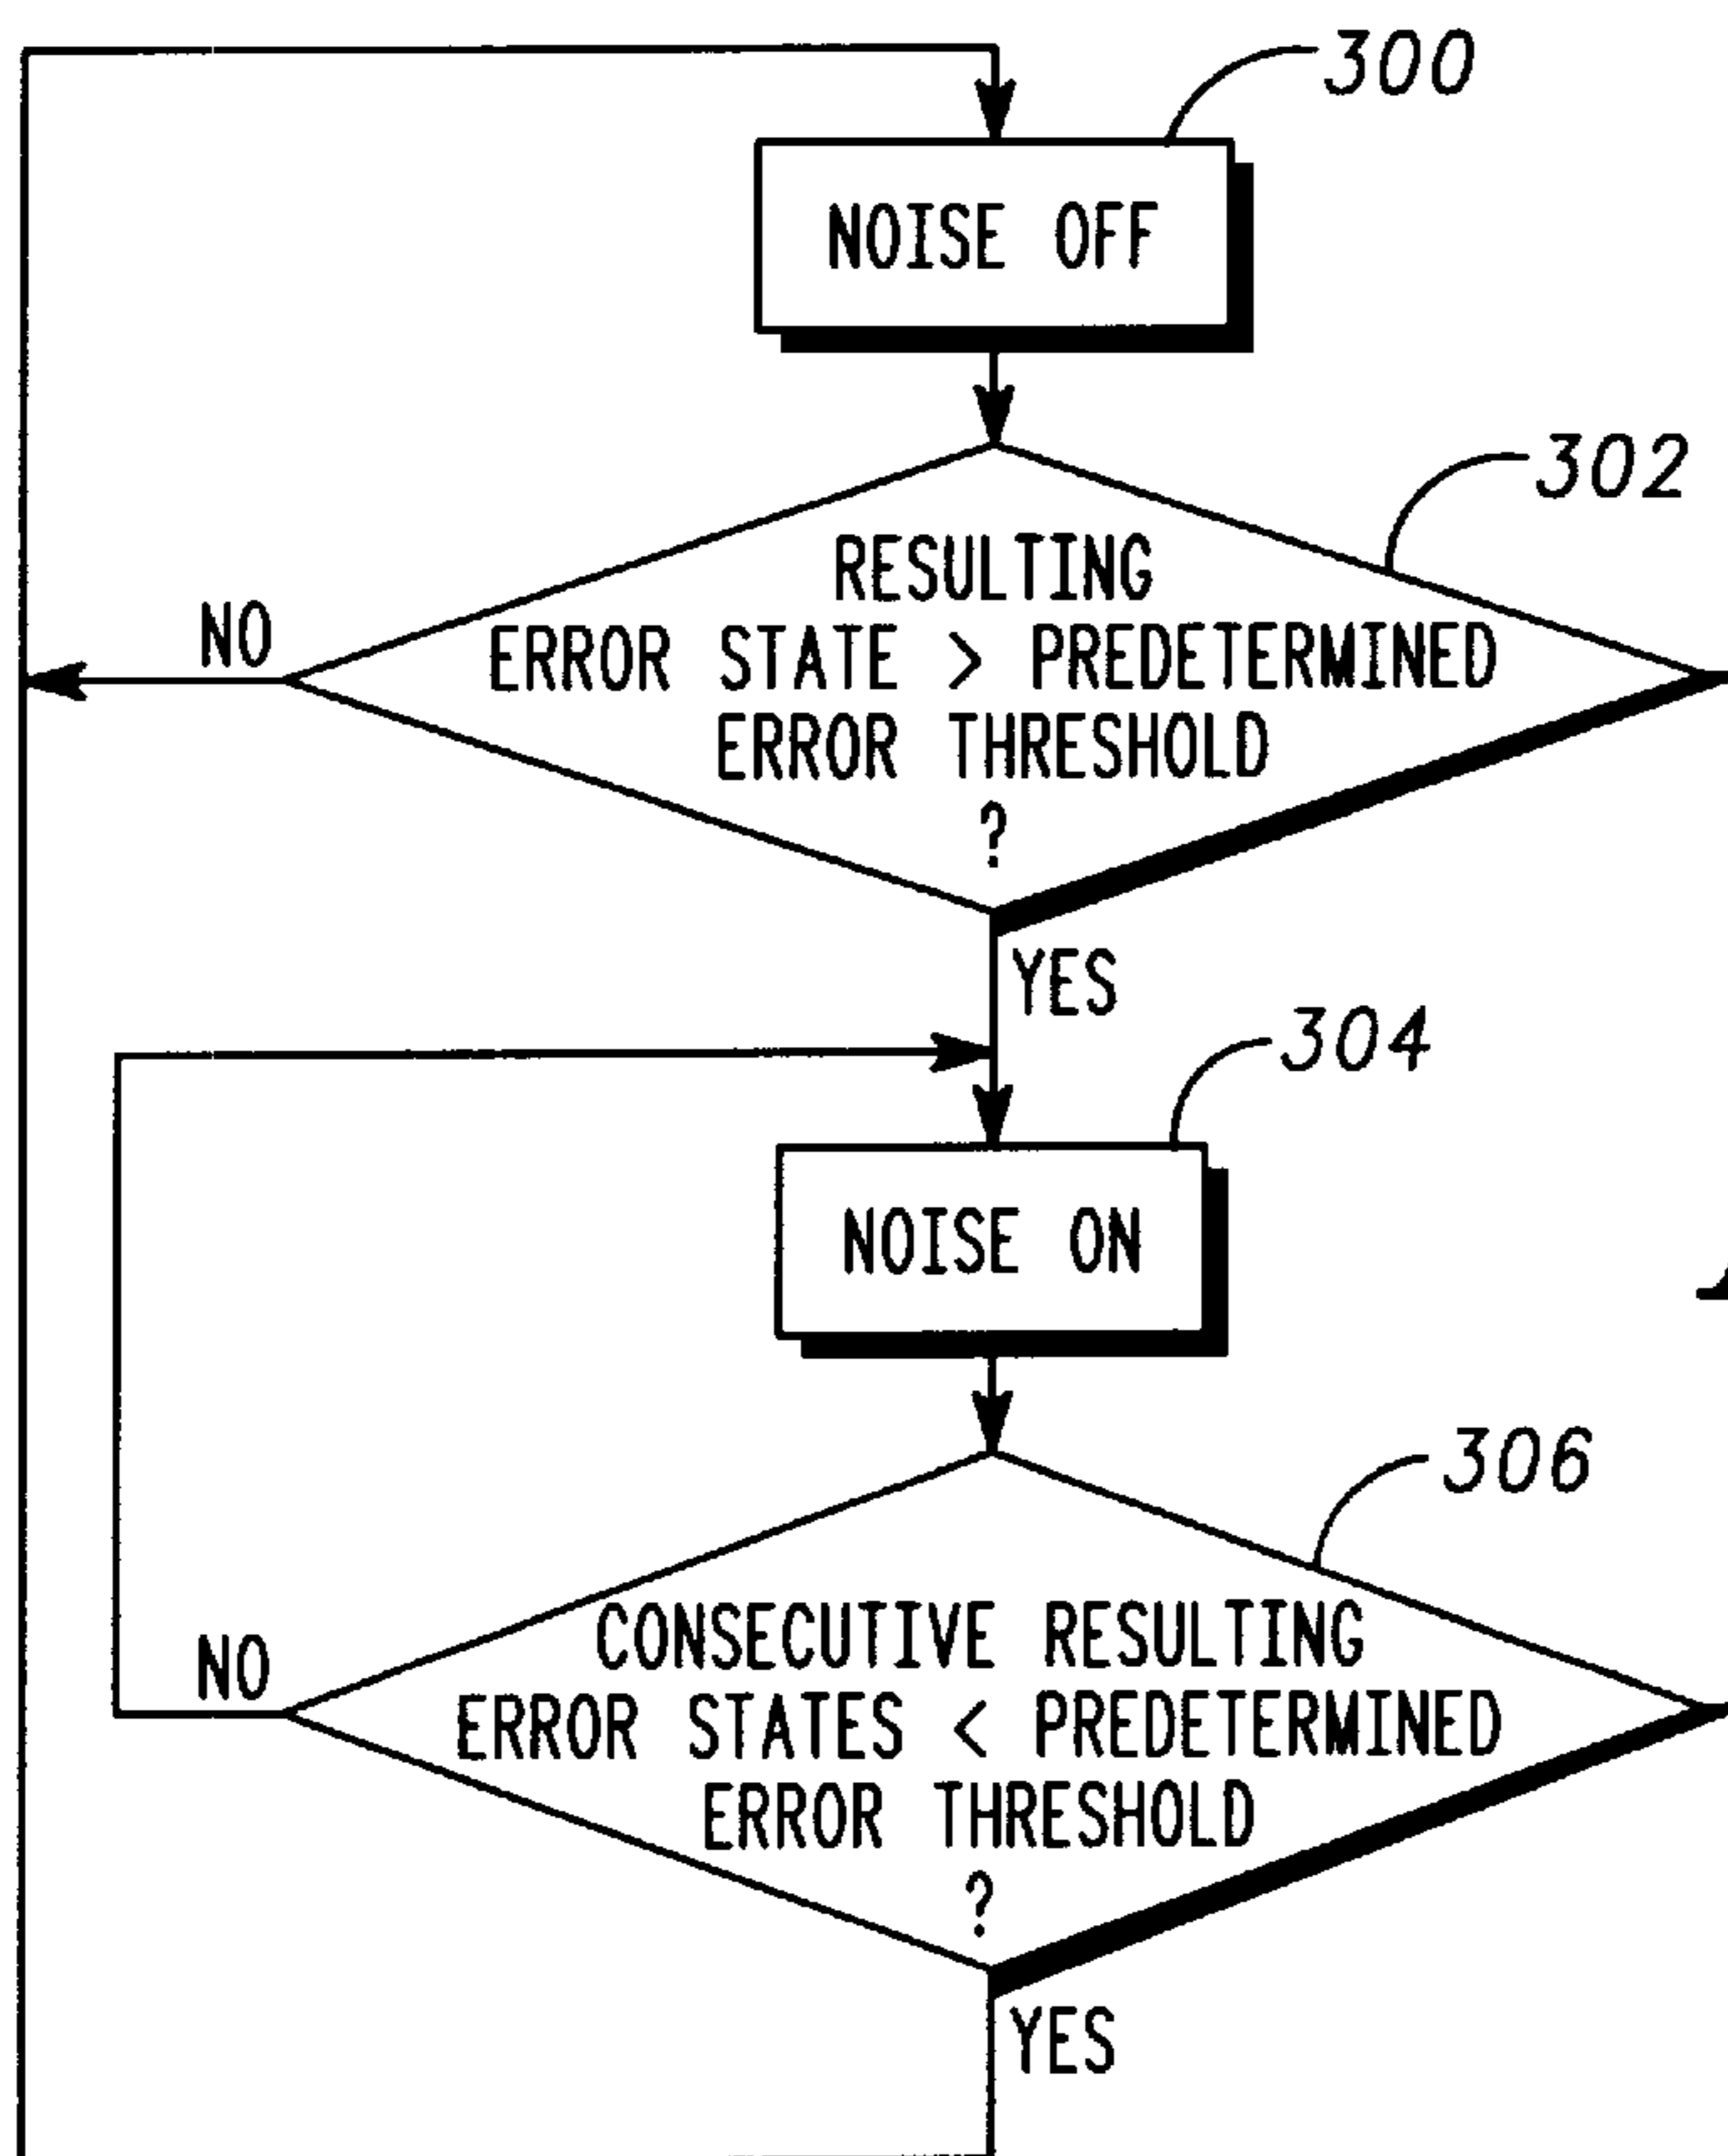 300
NOISE OFF
302
RESULTING
ERROR STATE > PREDETERMINED
ERROR THRESHOLD
?
NO
YES
304
NOISE ON
306
CONSECUTIVE RESULTING
ERROR STATES < PREDETERMINED
ERROR THRESHOLD
?
NO
YES